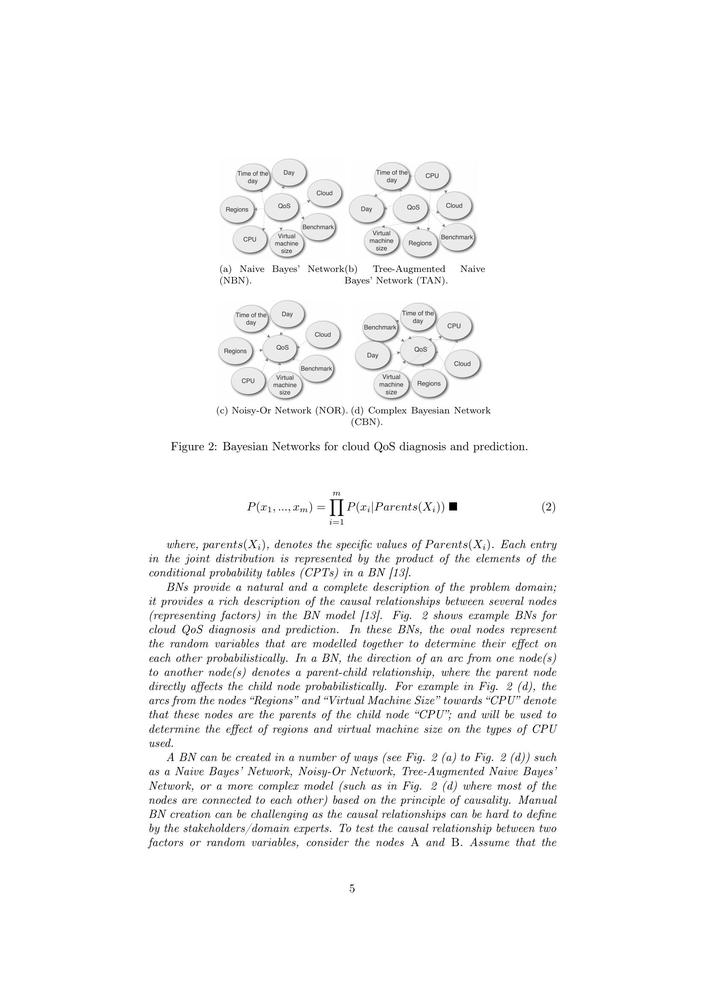 Time of the day
Day
Cloud
Regions
QoS
Benchmark
CPU
Virtual machine size
Time of the day
CPU
Day
QoS
Cloud
Virtual machine size
Regions
Benchmark
(a) Naive Bayes' Network (NBN).
(b) Tree-Augmented Naive Bayes' Network (TAN).
Time of the day
Day
Cloud
Regions
QoS
Benchmark
CPU
Virtual machine size
Time of the day
Benchmark
CPU
Day
QoS
Cloud
Virtual machine size
Regions
(c) Noisy-Or Network (NOR).
(d) Complex Bayesian Network (CBN).
Figure 2: Bayesian Networks for cloud QoS diagnosis and prediction.
P(x₁, ..., xₘ) = ∏ᵢ₌₁ᵐ P(xᵢ|Parents(Xᵢ)) ■ (2)
where, parents(Xᵢ), denotes the specific values of Parents(Xᵢ). Each entry
in the joint distribution is represented by the product of the elements of the
conditional probability tables (CPTs) in a BN [13].
BNs provide a natural and a complete description of the problem domain;
it provides a rich description of the causal relationships between several nodes
(representing factors) in the BN model [13]. Fig. 2 shows example BNs for
cloud QoS diagnosis and prediction. In these BNs, the oval nodes represent
the random variables that are modelled together to determine their effect on
each other probabilistically. In a BN, the direction of an arc from one node(s)
to another node(s) denotes a parent-child relationship, where the parent node
directly affects the child node probabilistically. For example in Fig. 2 (d), the
arcs from the nodes “Regions” and “Virtual Machine Size” towards “CPU” denote
that these nodes are the parents of the child node “CPU”; and will be used to
determine the effect of regions and virtual machine size on the types of CPU
used.
A BN can be created in a number of ways (see Fig. 2 (a) to Fig. 2 (d)) such
as a Naive Bayes' Network, Noisy-Or Network, Tree-Augmented Naive Bayes'
Network, or a more complex model (such as in Fig. 2 (d) where most of the
nodes are connected to each other) based on the principle of causality. Manual
BN creation can be challenging as the causal relationships can be hard to define
by the stakeholders/domain experts. To test the causal relationship between two
factors or random variables, consider the nodes A and B. Assume that the
5